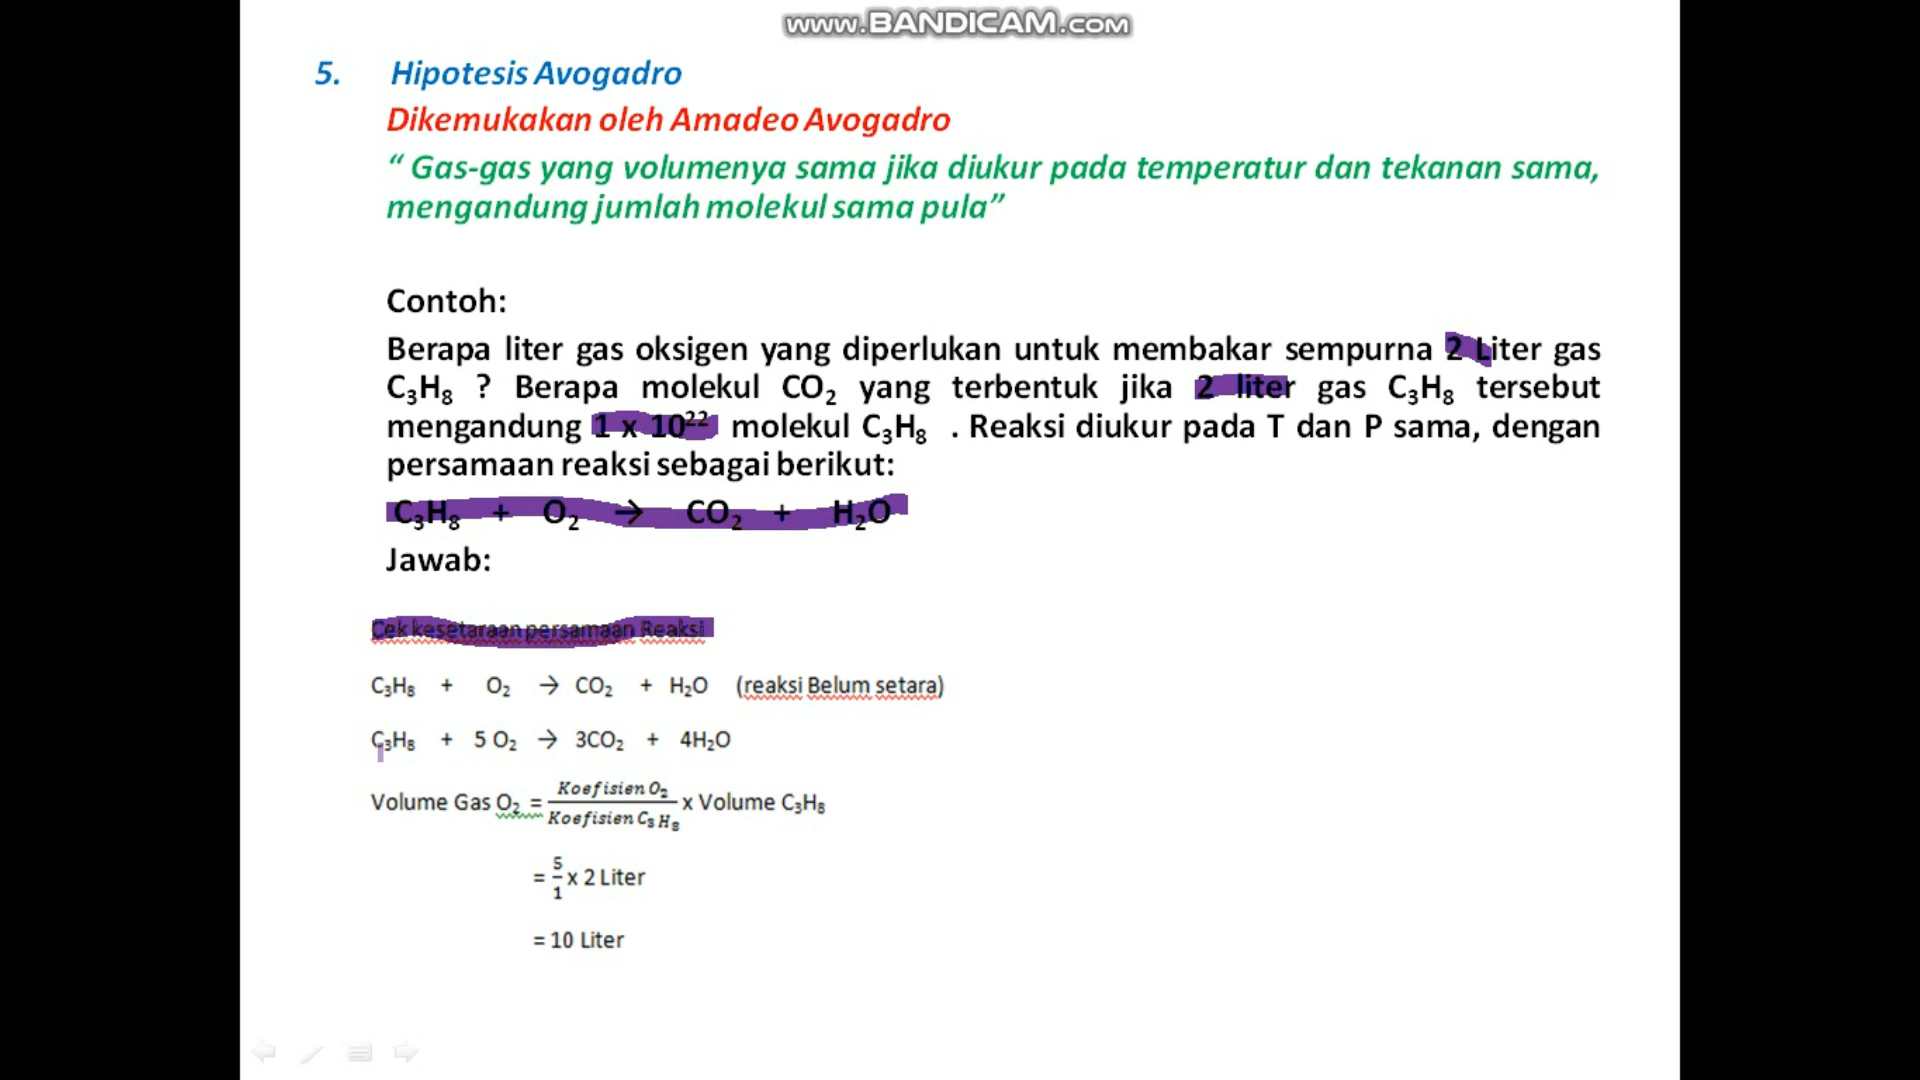 www.BANDICAM.com
5. Hipotesis Avogadro
Dikemukakan oleh Amadeo Avogadro
“ Gas-gas yang volumenya sama jika diukur pada temperatur dan tekanan sama,
mengandung jumlah molekul sama pula”
Contoh:
Berapa liter gas oksigen yang diperlukan untuk membakar sempurna 2 Liter gas
C₃H₈ ? Berapa molekul CO₂ yang terbentuk jika 2 liter gas C₃H₈ tersebut
mengandung 1 x 10²² molekul C₃H₈ . Reaksi diukur pada T dan P sama, dengan
persamaan reaksi sebagai berikut:
C₃H₈ + O₂ → CO₂ + H₂O
Jawab:
Cek kesetaraan persamaan Reaksi
C₃H₈ + O₂ → CO₂ + H₂O (reaksi Belum setara)
C₃H₈ + 5 O₂ → 3CO₂ + 4H₂O
Volume Gas O₂ = Koefisien O₂ / Koefisien C₃H₈ x Volume C₃H₈
= 5/1 x 2 Liter
= 10 Liter